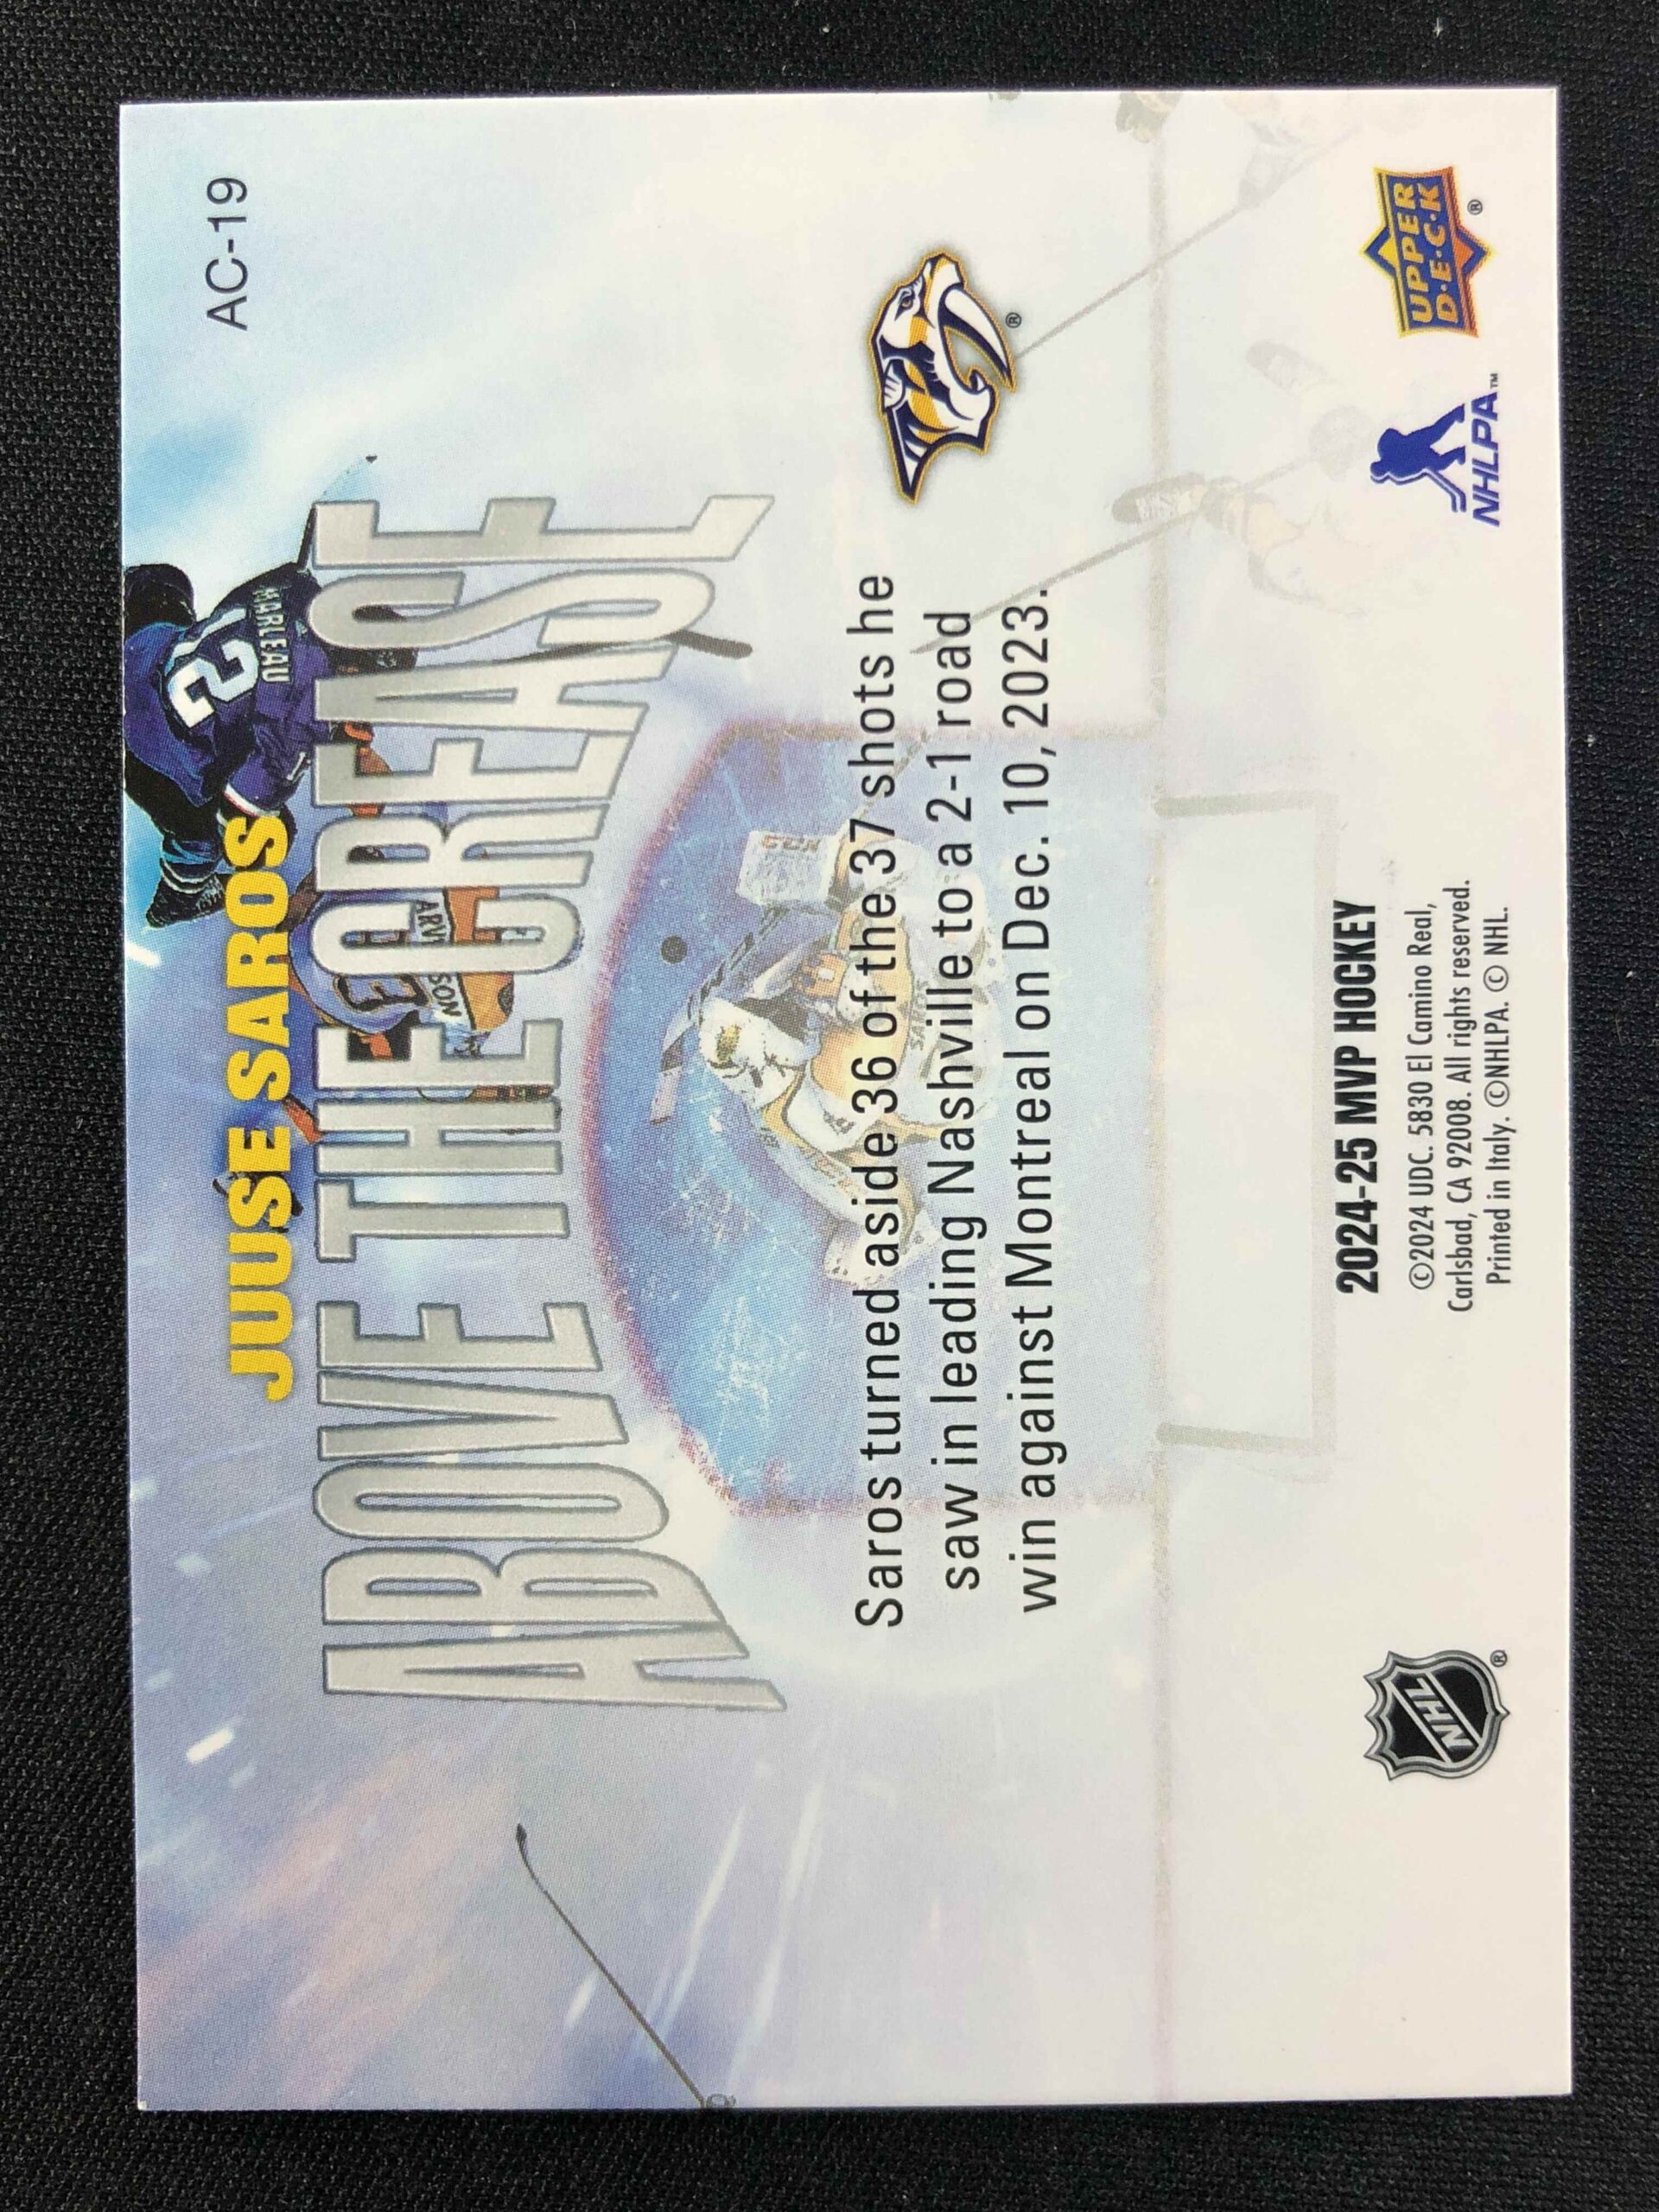 AC-19
MARLEAU
12
JUUSE SAROS
ABOVE THE CREASE
SAROS
Saros turned aside 36 of the 37 shots he
saw in leading Nashville to a 2-1 road
win against Montreal on Dec. 10, 2023.
®
2024-25 MVP HOCKEY
©2024 UDC. 5830 El Camino Real,
Carlsbad, CA 92008. All rights reserved.
Printed in Italy. ©NHLPA. © NHL.
NHL
®
NHLPA™
UPPER
D·E·C·K
®